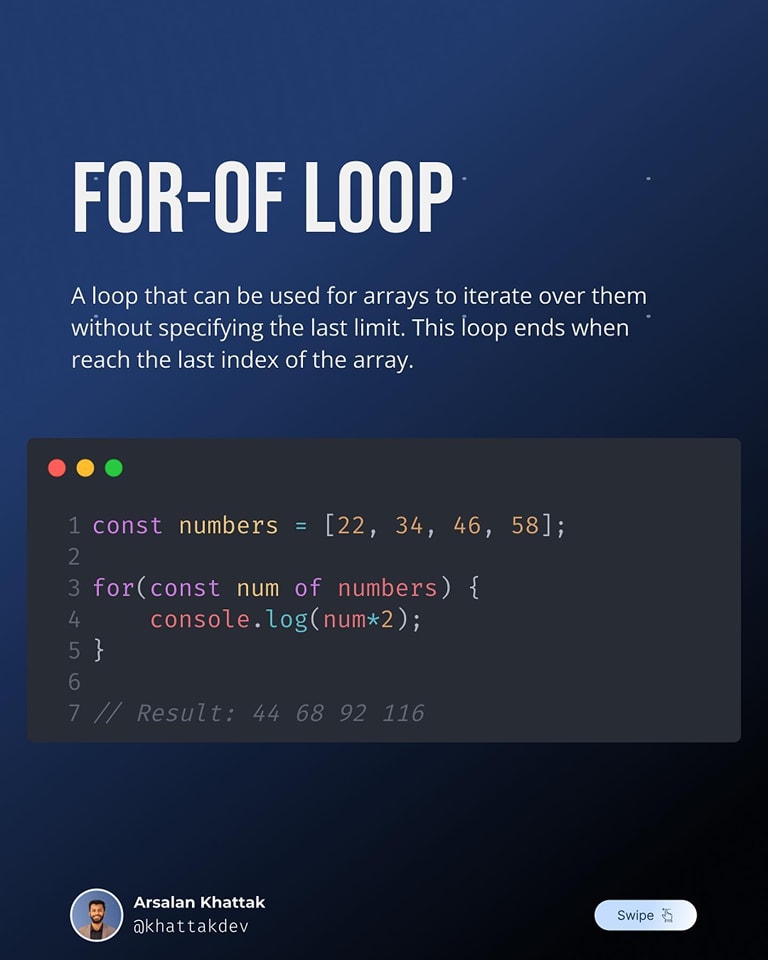 FOR-OF LOOP
A loop that can be used for arrays to iterate over them
without specifying the last limit. This loop ends when
reach the last index of the array.
1 const numbers = [22, 34, 46, 58];
2
3 for(const num of numbers) {
4     console.log(num*2);
5 }
6
7 // Result: 44 68 92 116
Arsalan Khattak
@khattakdev
Swipe